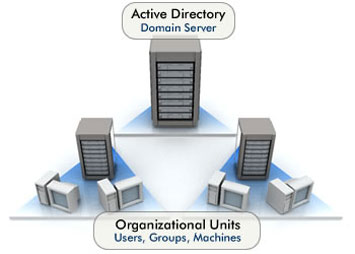 Active Directory
Domain Server
Organizational Units
Users, Groups, Machines